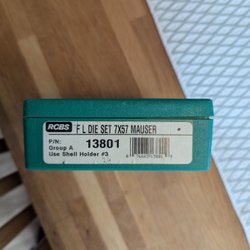 RCBS F L DIE SET 7X57 MAUSER
P/N: 13801
Group A
Use Shell Holder #3